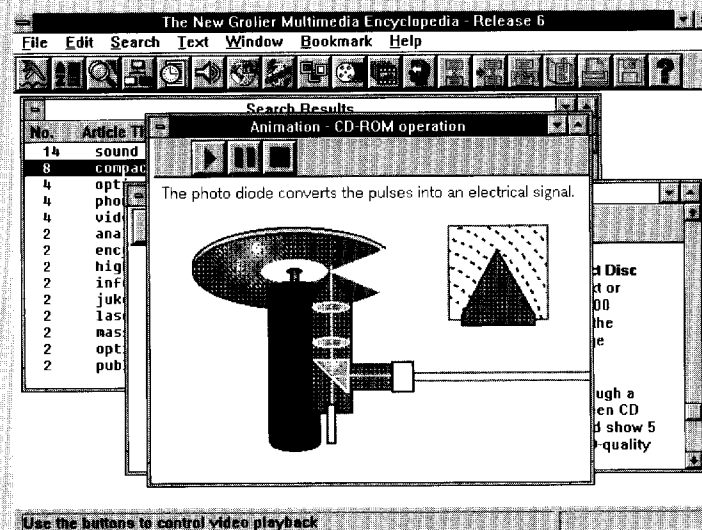 The New Grolier Multimedia Encyclopedia - Release 6
File Edit Search Text Window Bookmark Help
Search Results
No. Article Ti
14 sound
8 compac
4 opt
4 pho
4 vide
2 ana
2 enc
2 hig
2 inf
2 juk
2 lase
2 mas
2 opt
2 pub
Animation - CD-ROM operation
The photo diode converts the pulses into an electrical signal.
d Disc
xt or
00
the
ge
ugh a
en CD
d show 5
-quality
Use the buttons to control video playback